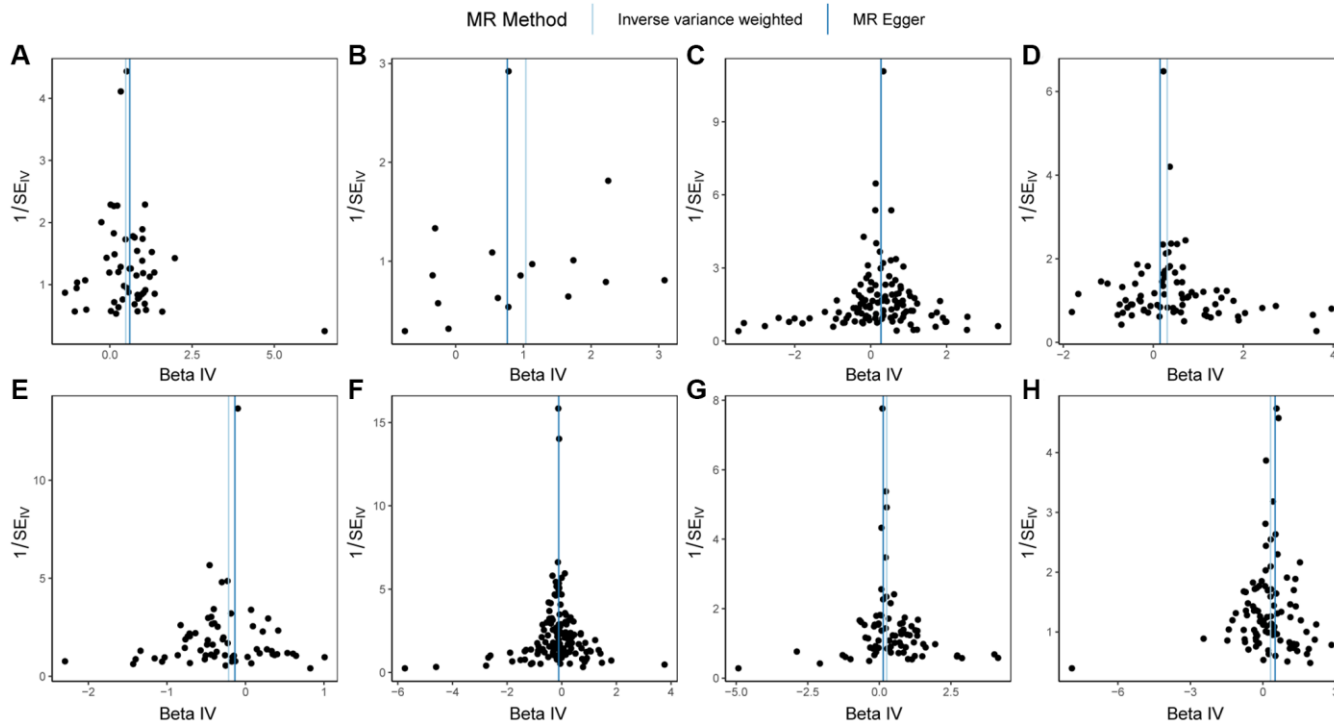 MR Method Inverse variance weighted MR Egger
A B C D
4 3 2 1
1/SE_IV
0.0 2.5 5.0
Beta IV
3 2 1
1/SE_IV
0 1 2 3
Beta IV
9 6 3 0
1/SE_IV
−2 0 2
Beta IV
6 4 2 0
1/SE_IV
−2 0 2 4
Beta IV
E F G H
10 5 0
1/SE_IV
−2 −1 0 1
Beta IV
15 10 5 0
1/SE_IV
−6 −4 −2 0 2 4
Beta IV
8 6 4 2 0
1/SE_IV
−5.0 −2.5 0.0 2.5
Beta IV
5 4 3 2 1
1/SE_IV
−6 −3 0 3
Beta IV